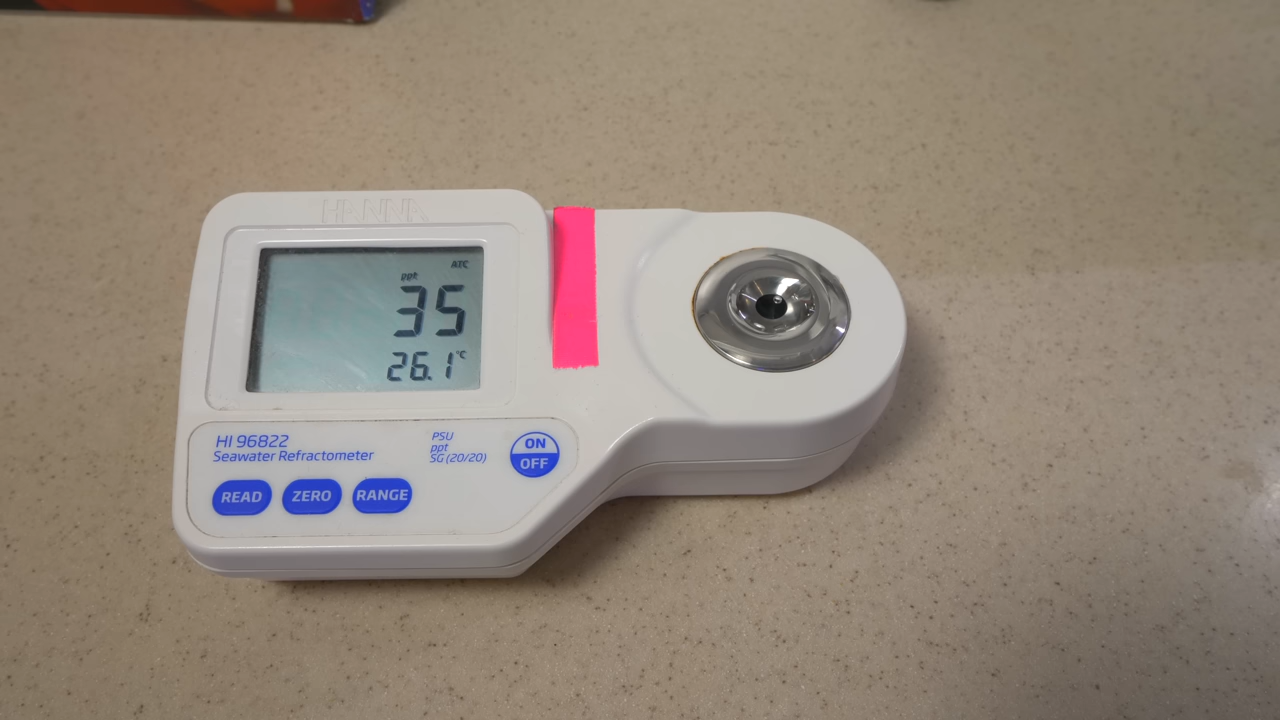 HANNA
ATC
ppt
35
26.1°C
HI 96822
Seawater Refractometer
PSU
ppt
SG (20/20)
ON
OFF
READ ZERO RANGE